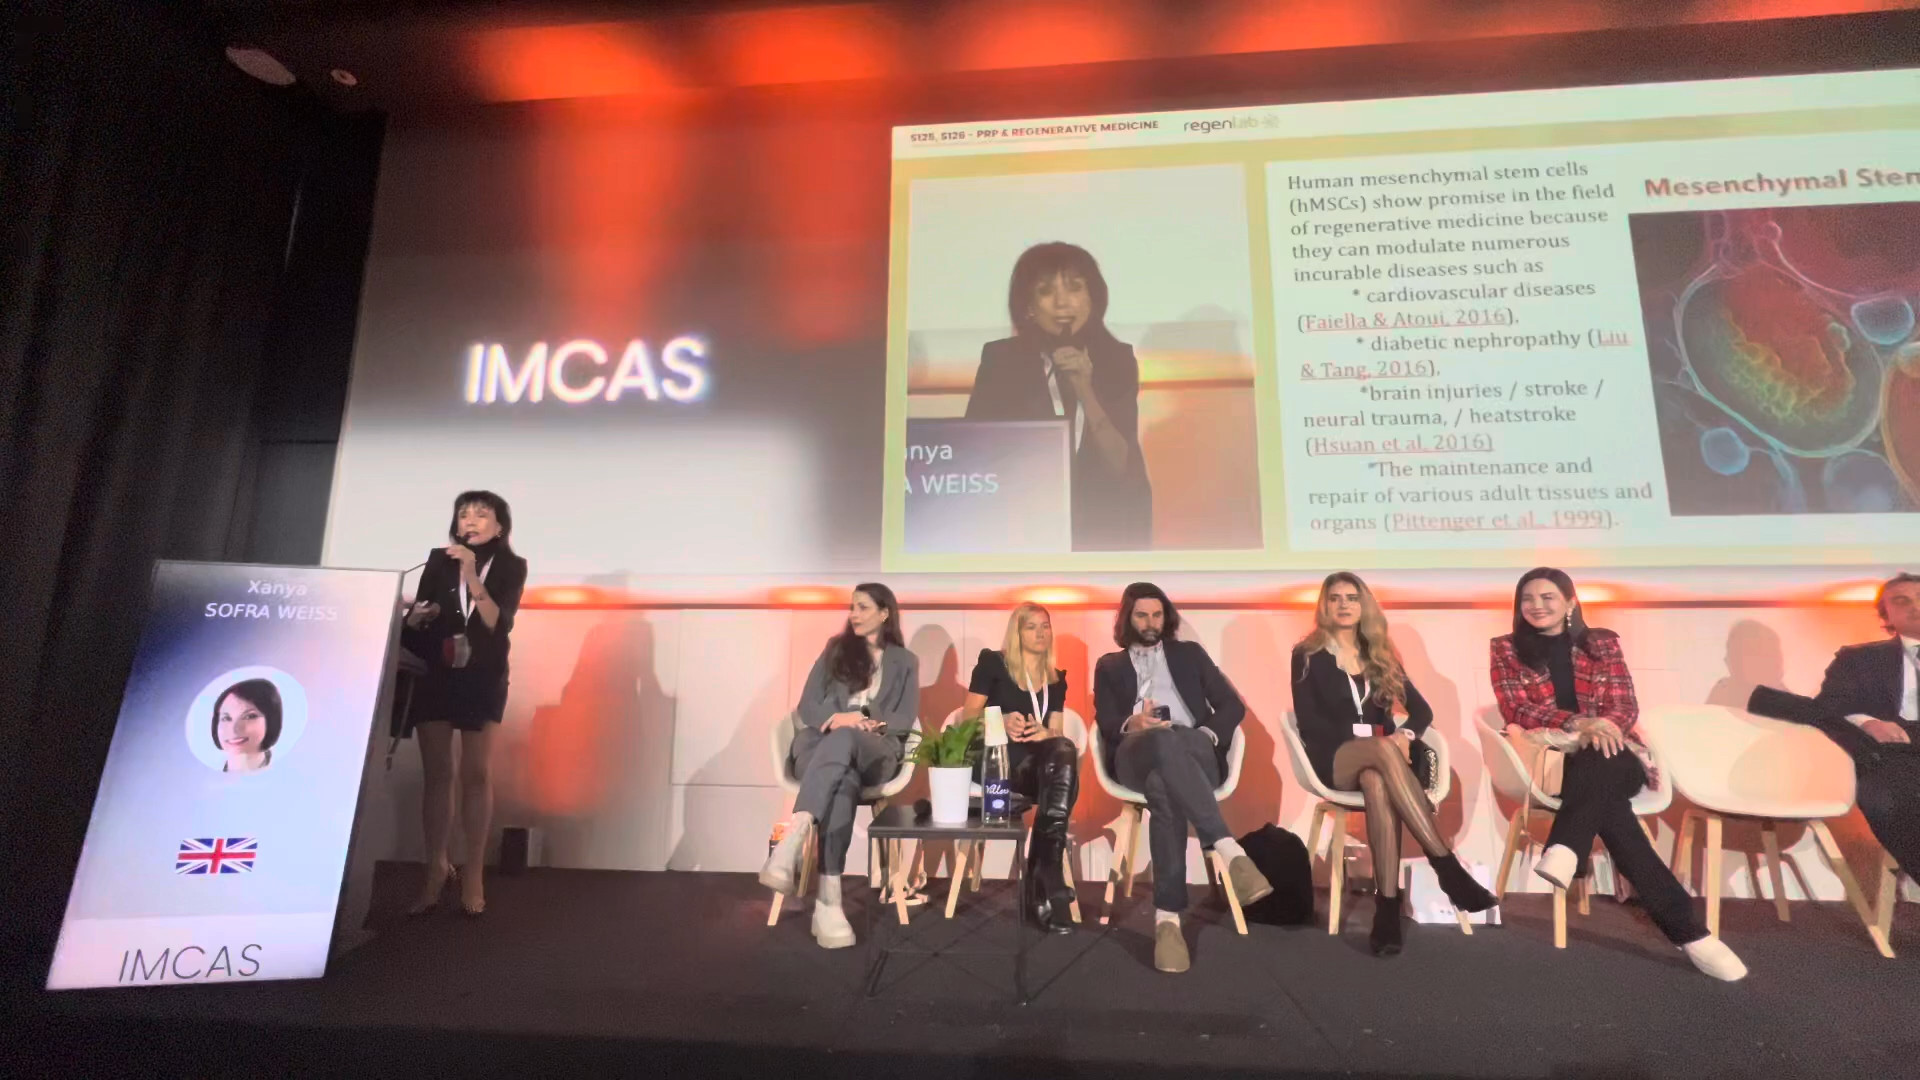 S125, S126 - PRP & REGENERATIVE MEDICINE
regenlab
Human mesenchymal stem cells
(hMSCs) show promise in the field
of regenerative medicine because
they can modulate numerous
incurable diseases such as
* cardiovascular diseases
(Faiella & Atoui, 2016),
* diabetic nephropathy (Liu
& Tang, 2016),
*brain injuries / stroke /
neural trauma, / heatstroke
(Hsuan et al. 2016)
*The maintenance and
repair of various adult tissues and
organs (Pittenger et al., 1999).
Mesenchymal Stem
anya
A WEISS
IMCAS
Xanya
SOFRA WEISS
IMCAS